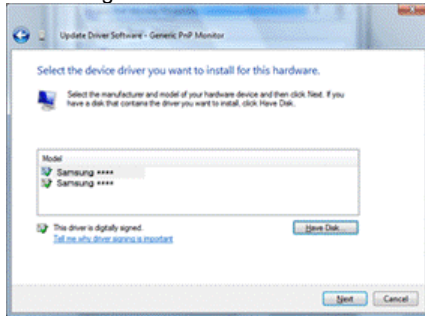 Update Driver Software - Generic PnP Monitor
Select the device driver you want to install for this hardware.
Select the manufacturer and model of your hardware device and then click Next. If you
have a disk that contains the driver you want to install, click Have Disk.
Model
Samsung ****
Samsung ****
This driver is digitally signed.
Have Disk...
Tell me why driver signing is important
Next
Cancel